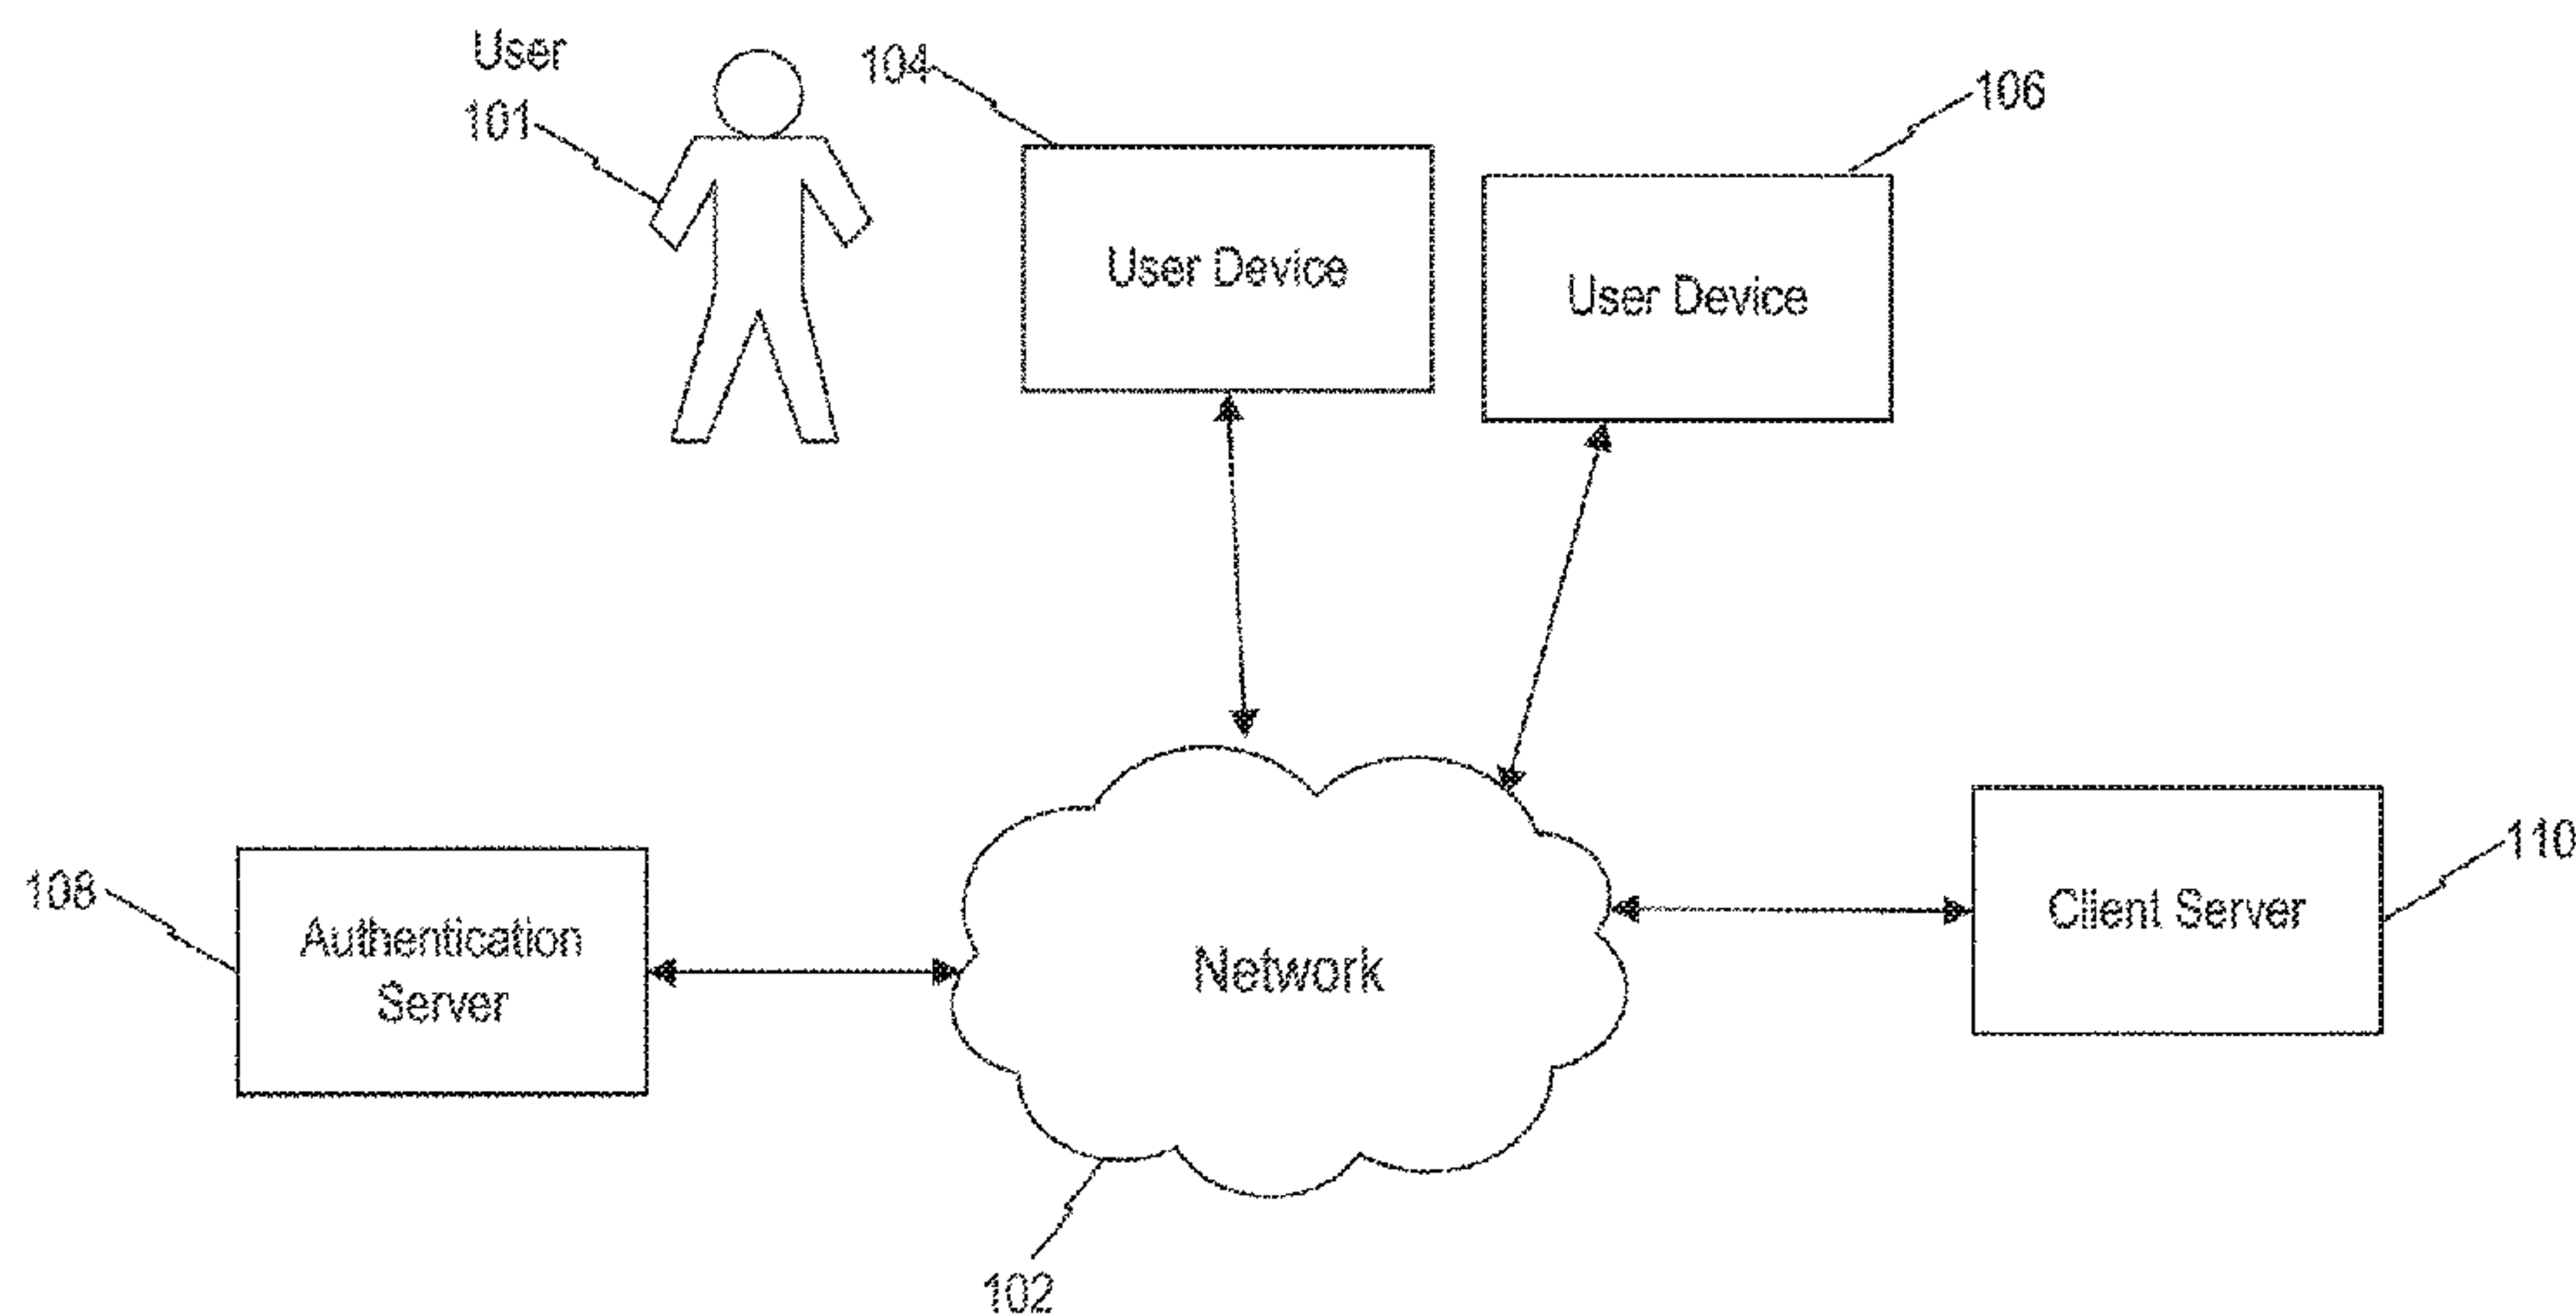 User
101
104
106
User Device
User Device
108
Authentication
Server
Network
Client Server
110
102